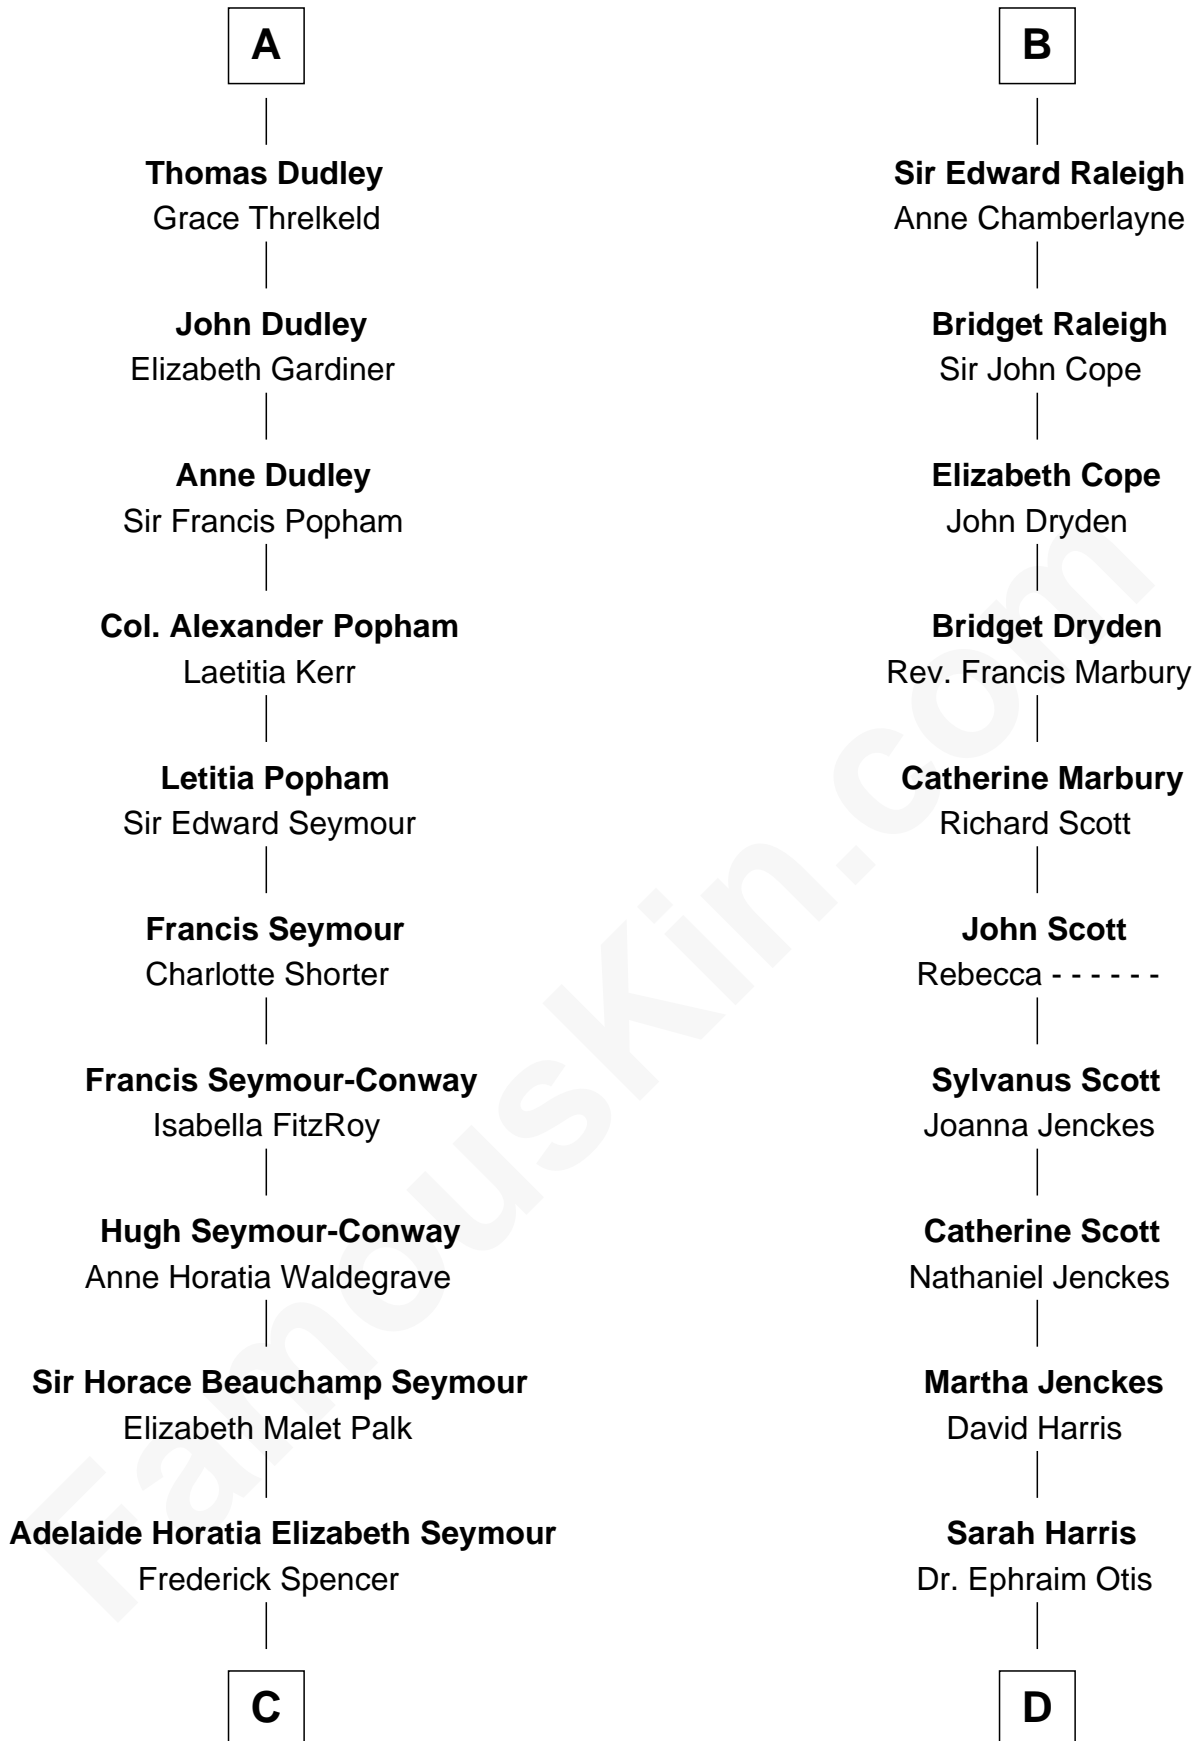 A
Thomas Dudley
Grace Threlkeld
John Dudley
Elizabeth Gardiner
Anne Dudley
Sir Francis Popham
Col. Alexander Popham
Laetitia Kerr
Letitia Popham
Sir Edward Seymour
Francis Seymour
Charlotte Shorter
Francis Seymour-Conway
Isabella FitzRoy
Hugh Seymour-Conway
Anne Horatia Waldegrave
Sir Horace Beauchamp Seymour
Elizabeth Malet Palk
Adelaide Horatia Elizabeth Seymour
Frederick Spencer
C
B
Sir Edward Raleigh
Anne Chamberlayne
Bridget Raleigh
Sir John Cope
Elizabeth Cope
John Dryden
Bridget Dryden
Rev. Francis Marbury
Catherine Marbury
Richard Scott
John Scott
Rebecca - - - - - -
Sylvanus Scott
Joanna Jenckes
Catherine Scott
Nathaniel Jenckes
Martha Jenckes
David Harris
Sarah Harris
Dr. Ephraim Otis
D
FamousKin.com